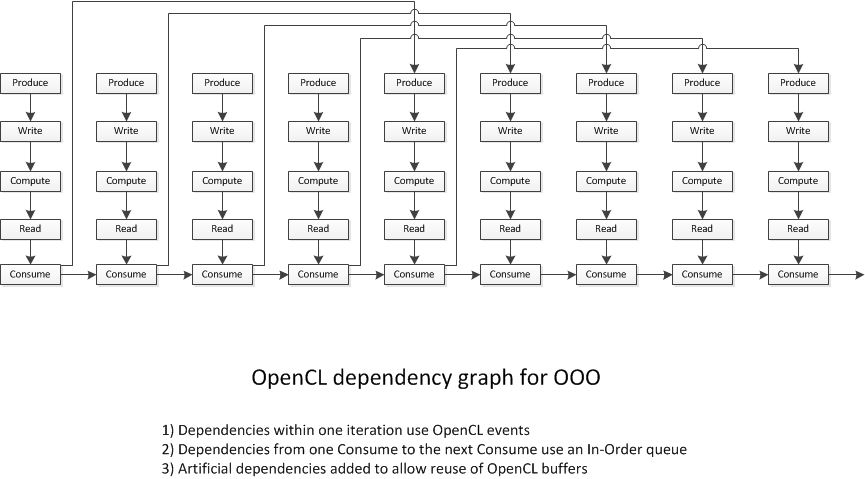 Produce Produce Produce Produce Produce Produce Produce Produce Produce
Write Write Write Write Write Write Write Write Write
Compute Compute Compute Compute Compute Compute Compute Compute Compute
Read Read Read Read Read Read Read Read Read
Consume Consume Consume Consume Consume Consume Consume Consume Consume
OpenCL dependency graph for OOO
1) Dependencies within one iteration use OpenCL events
2) Dependencies from one Consume to the next Consume use an In-Order queue
3) Artificial dependencies added to allow reuse of OpenCL buffers